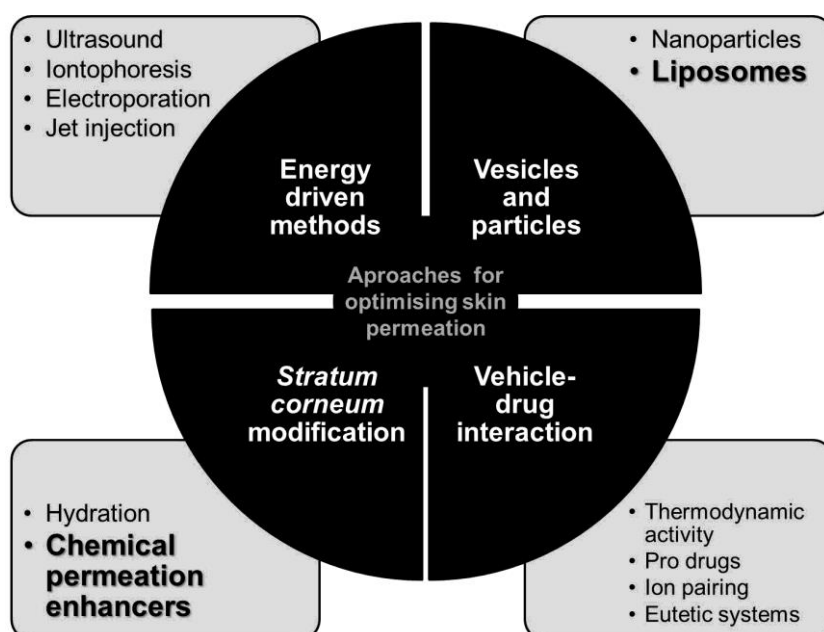 • Ultrasound
• Iontophoresis
• Electroporation
• Jet injection
• Nanoparticles
• Liposomes
Energy
driven
methods
Vesicles
and
particles
Aproaches for
optimising skin
permeation
Stratum
corneum
modification
Vehicle-
drug
interaction
• Hydration
• Chemical
permeation
enhancers
• Thermodynamic
activity
• Pro drugs
• Ion pairing
• Eutetic systems